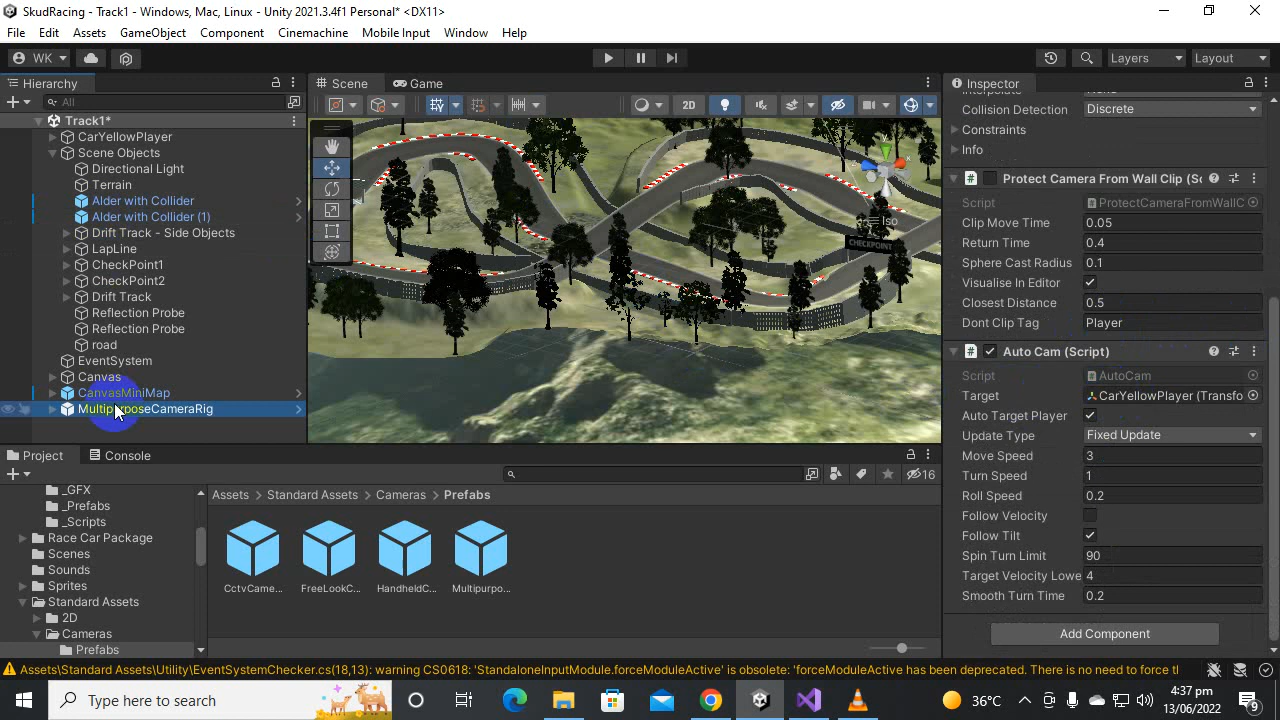 SkudRacing - Track1 - Windows, Mac, Linux - Unity 2021.3.4f1 Personal* <DX11>
File Edit Assets GameObject Component Cinemachine Mobile Input Window Help
WK Layers Layout
Hierarchy
All
Track1*
CarYellowPlayer
Scene Objects
Directional Light
Terrain
Alder with Collider
Alder with Collider (1)
Drift Track - Side Objects
LapLine
CheckPoint1
CheckPoint2
Drift Track
Reflection Probe
Reflection Probe
road
EventSystem
Canvas
CanvasMiniMap
MultipurposeCameraRig
Scene Game
2D
y
x
Iso
CHECKPOINT
Inspector
Collision Detection Discrete
Constraints
Info
Protect Camera From Wall Clip (Sc
Script ProtectCameraFromWallC
Clip Move Time 0.05
Return Time 0.4
Sphere Cast Radius 0.1
Visualise In Editor
Closest Distance 0.5
Dont Clip Tag Player
Auto Cam (Script)
Script AutoCam
Target CarYellowPlayer (Transfo
Auto Target Player
Update Type Fixed Update
Move Speed 3
Turn Speed 1
Roll Speed 0.2
Follow Velocity
Follow Tilt
Spin Turn Limit 90
Target Velocity Lowe 4
Smooth Turn Time 0.2
Add Component
Project Console
16
_GFX
_Prefabs
_Scripts
Race Car Package
Scenes
Sounds
Sprites
Standard Assets
2D
Cameras
Prefabs
Assets > Standard Assets > Cameras > Prefabs
CctvCame... FreeLookC... HandheldC... Multipurpo...
Assets\Standard Assets\Utility\EventSystemChecker.cs(18,13): warning CS0618: 'StandaloneInputModule.forceModuleActive' is obsolete: 'forceModuleActive has been deprecated. There is no need to force tl
Type here to search
36°C
4:37 pm
13/06/2022
9